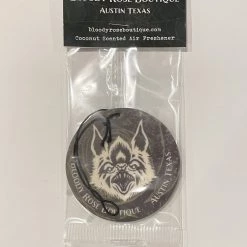 Bloody Rose Boutique
Austin Texas
bloodyroseboutique.com
Coconut Scented Air Freshener
Bloody Rose Boutique
Austin Texas